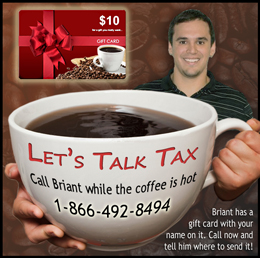 $10
GIFT CARD
LET'S TALK TAX
Call Briant while the coffee is hot
1-866-492-8494
Briant has a
gift card with your
name on it. Call now and
tell him where to send it!